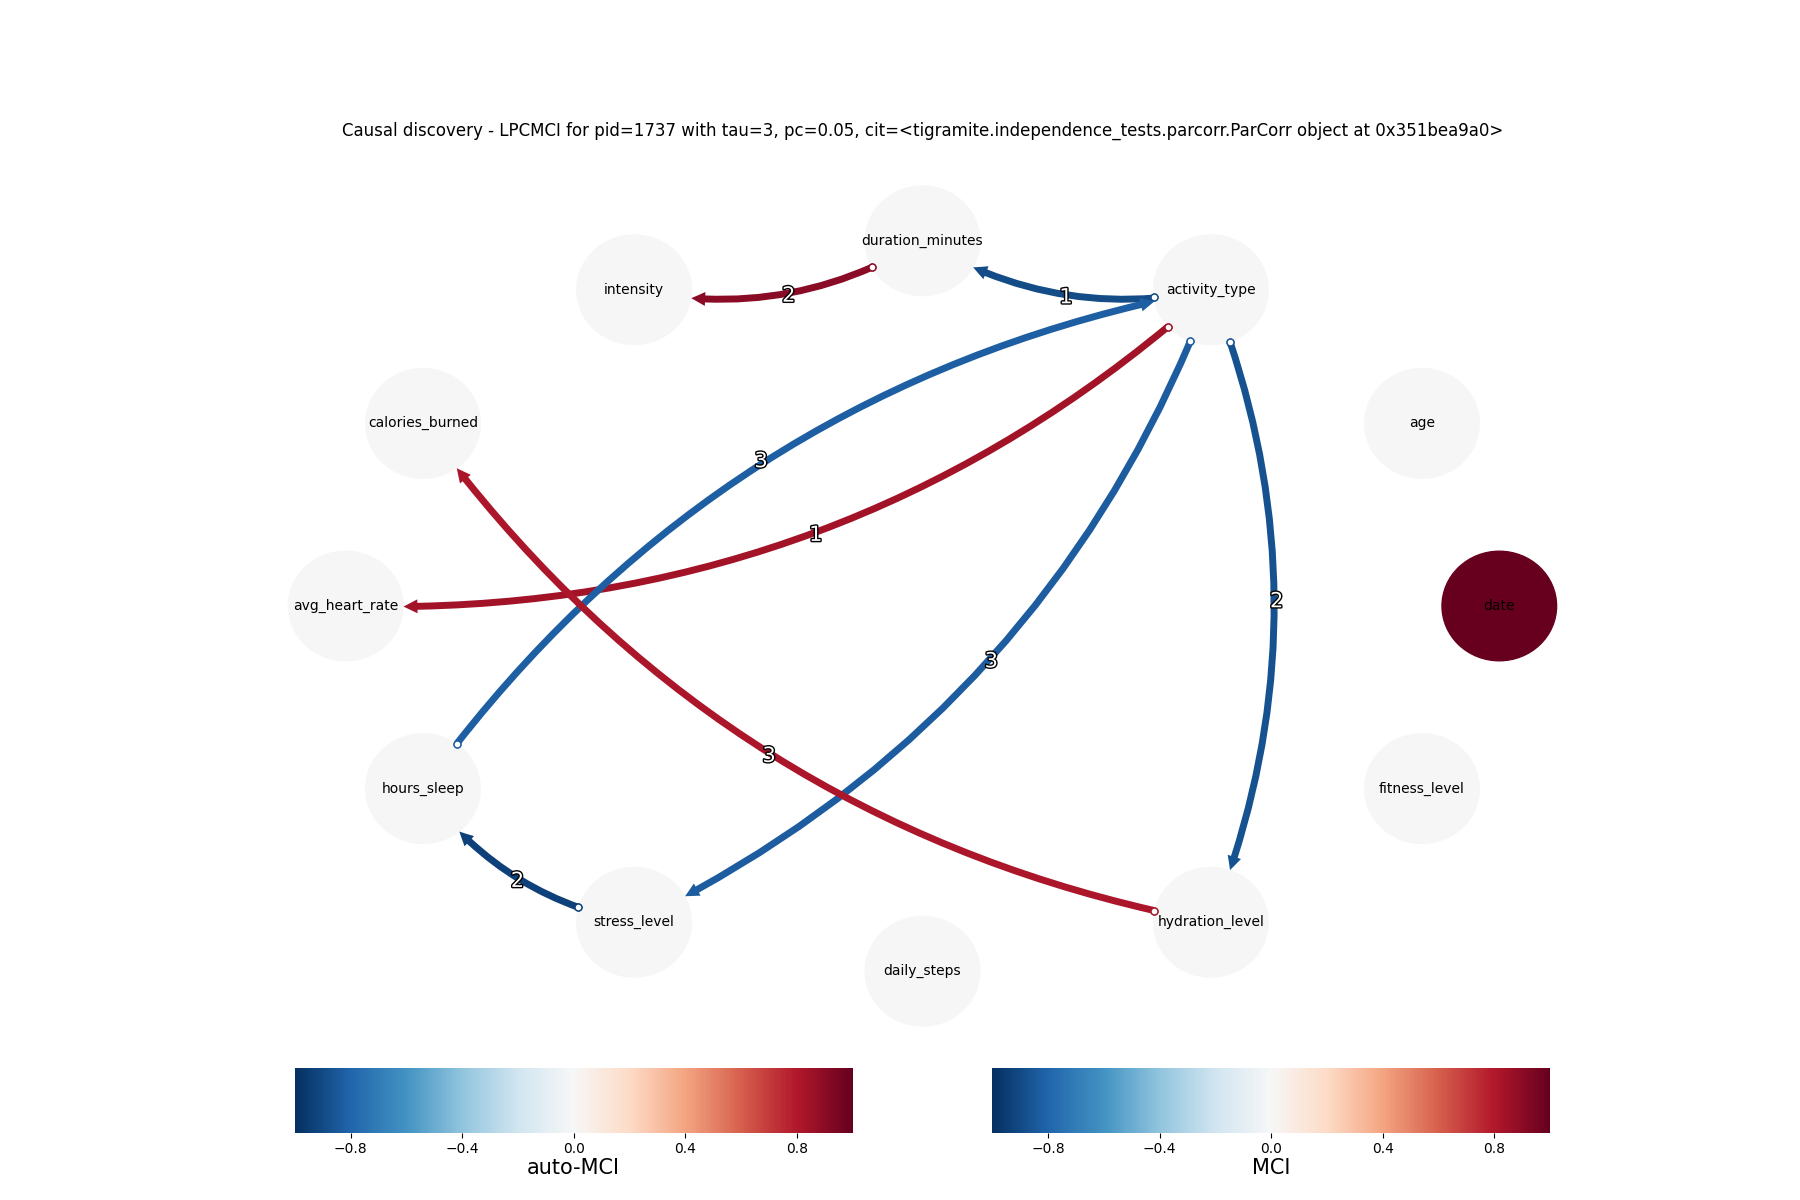 Causal discovery - LPCMCI for pid=1737 with tau=3, pc=0.05, cit=<tigramite.independence_tests.parcorr.ParCorr object at 0x351bea9a0>
duration_minutes
intensity
activity_type
2
1
calories_burned
age
3
1
avg_heart_rate
date
2
3
3
hours_sleep
fitness_level
2
stress_level
hydration_level
daily_steps
−0.8 −0.4 0.0 0.4 0.8
auto-MCI
−0.8 −0.4 0.0 0.4 0.8
MCI